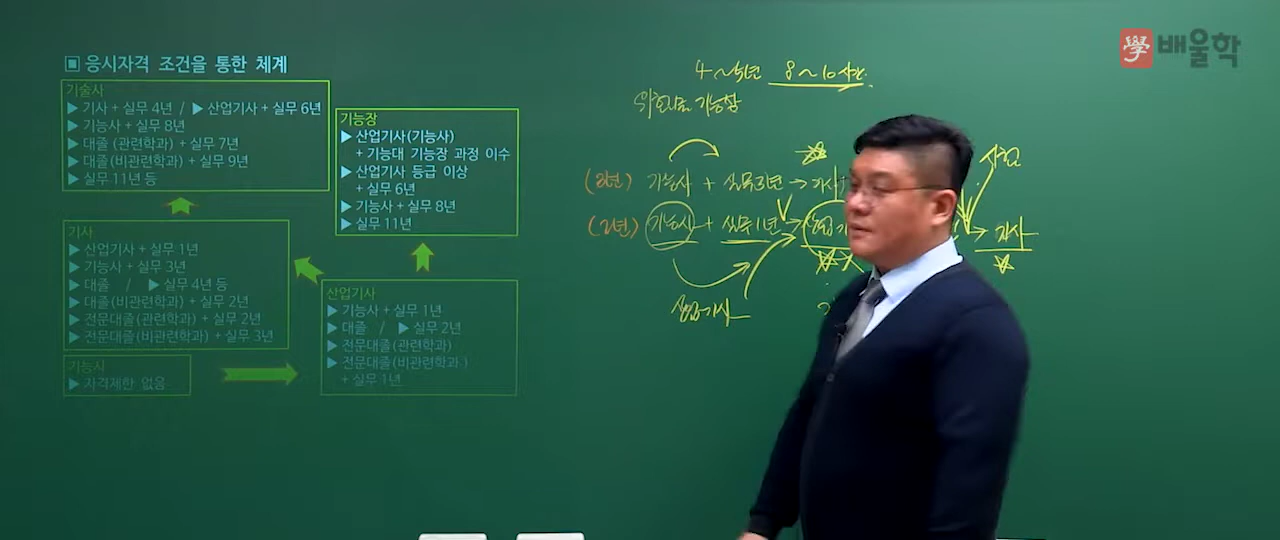 學 배울학
▣ 응시자격 조건을 통한 체계
기술사
▶ 기사 + 실무 4년 / ▶ 산업기사 + 실무 6년
▶ 기능사 + 실무 8년
▶ 대졸 (관련학과) + 실무 7년
▶ 대졸(비관련학과) + 실무 9년
▶ 실무 11년 등
기능장
▶ 산업기사(기능사)
+ 기능대 기능장 과정 이수
▶ 산업기사 등급 이상
+ 실무 6년
▶ 기능사 + 실무 8년
▶ 실무 11년
기사
▶ 산업기사 + 실무 1년
▶ 기능사 + 실무 3년
▶ 대졸 / ▶ 실무 4년 등
▶ 대졸(비관련학과) + 실무 2년
▶ 전문대졸(관련학과) + 실무 2년
▶ 전문대졸(비관련학과) + 실무 3년
산업기사
▶ 기능사 + 실무 1년
▶ 대졸 / ▶ 실무 2년
▶ 전문대졸(관련학과)
▶ 전문대졸(비관련학과)
+ 실무 1년
기능사
▶ 자격제한 없음
4~5년 8~10시간
기능장
(2년) 기능사 + 실무3년 → 기사
(2년) 기능사 + 실무1년 → 산업기 → 기사
산업기사